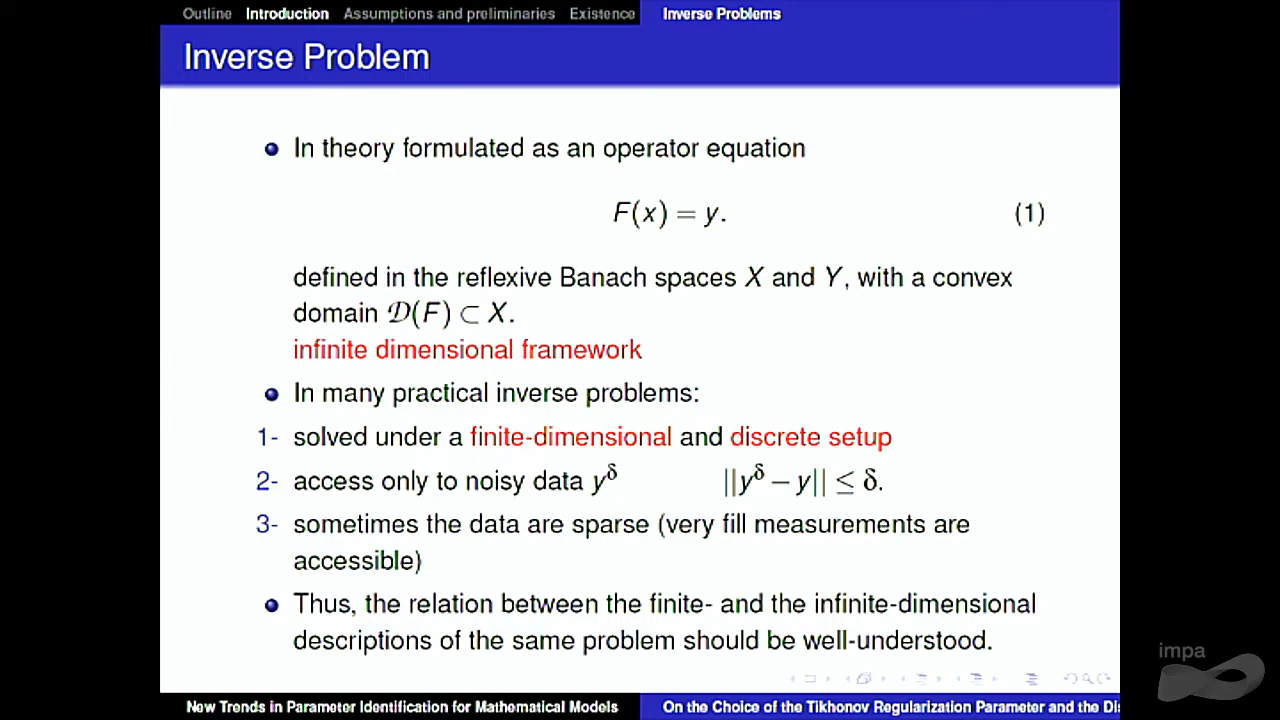 Outline Introduction Assumptions and preliminaries Existence Inverse Problems
Inverse Problem
In theory formulated as an operator equation
F(x) = y. (1)
defined in the reflexive Banach spaces X and Y, with a convex
domain 𝒟(F) ⊂ X.
infinite dimensional framework
In many practical inverse problems:
1- solved under a finite-dimensional and discrete setup
2- access only to noisy data y^δ ||y^δ − y|| ≤ δ.
3- sometimes the data are sparse (very fill measurements are
accessible)
Thus, the relation between the finite- and the infinite-dimensional
descriptions of the same problem should be well-understood.
impa
New Trends in Parameter Identification for Mathematical Models On the Choice of the Tikhonov Regularization Parameter and the Dis